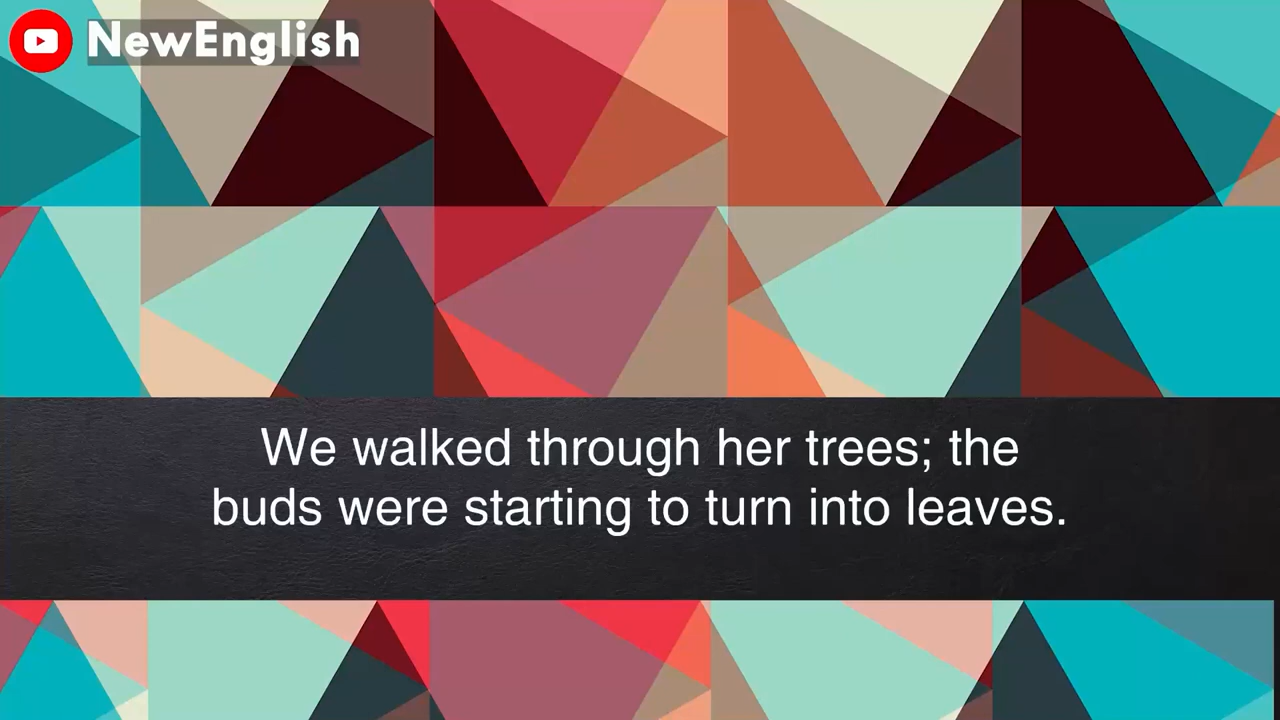 NewEnglish
We walked through her trees; the
buds were starting to turn into leaves.